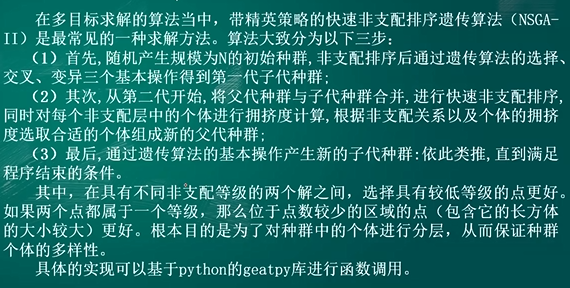 在多目标求解的算法当中，带精英策略的快速非支配排序遗传算法（NSGA-
II）是最常见的一种求解方法。算法大致分为以下三步：
（1）首先,随机产生规模为N的初始种群,非支配排序后通过遗传算法的选择、
交叉、变异三个基本操作得到第一代子代种群;
（2）其次,从第二代开始,将父代种群与子代种群合并,进行快速非支配排序,
同时对每个非支配层中的个体进行拥挤度计算,根据非支配关系以及个体的拥挤
度选取合适的个体组成新的父代种群;
（3）最后,通过遗传算法的基本操作产生新的子代种群:依此类推,直到满足
程序结束的条件。
其中，在具有不同非支配等级的两个解之间，选择具有较低等级的点更好。
如果两个点都属于一个等级，那么位于点数较少的区域的点（包含它的长方体
的大小较大）更好。根本目的是为了对种群中的个体进行分层，从而保证种群
个体的多样性。
具体的实现可以基于python的geatpy库进行函数调用。